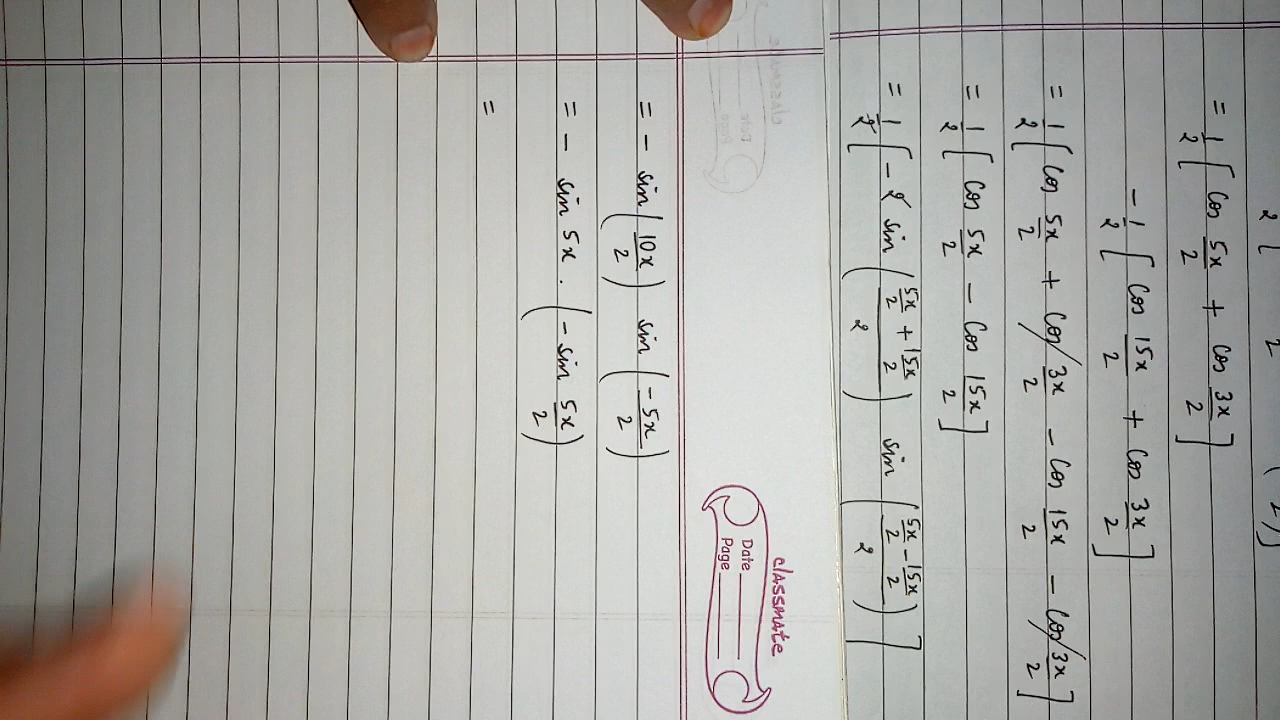 = 1/2 [ cos 5x/2 + cos 3x/2 ]
- 1/2 [ cos 15x/2 + cos 3x/2 ]
= 1/2 [ cos 5x/2 + cos 3x/2 - cos 15x/2 - cos 3x/2 ]
= 1/2 [ cos 5x/2 - cos 15x/2 ]
= 1/2 [ - 2 sin ( (5x/2 + 15x/2) / 2 ) sin ( (5x/2 - 15x/2) / 2 ) ]
classmate
Date
Page
= - sin ( 10x/2 ) sin ( -5x/2 )
= - sin 5x . ( - sin 5x/2 )
=